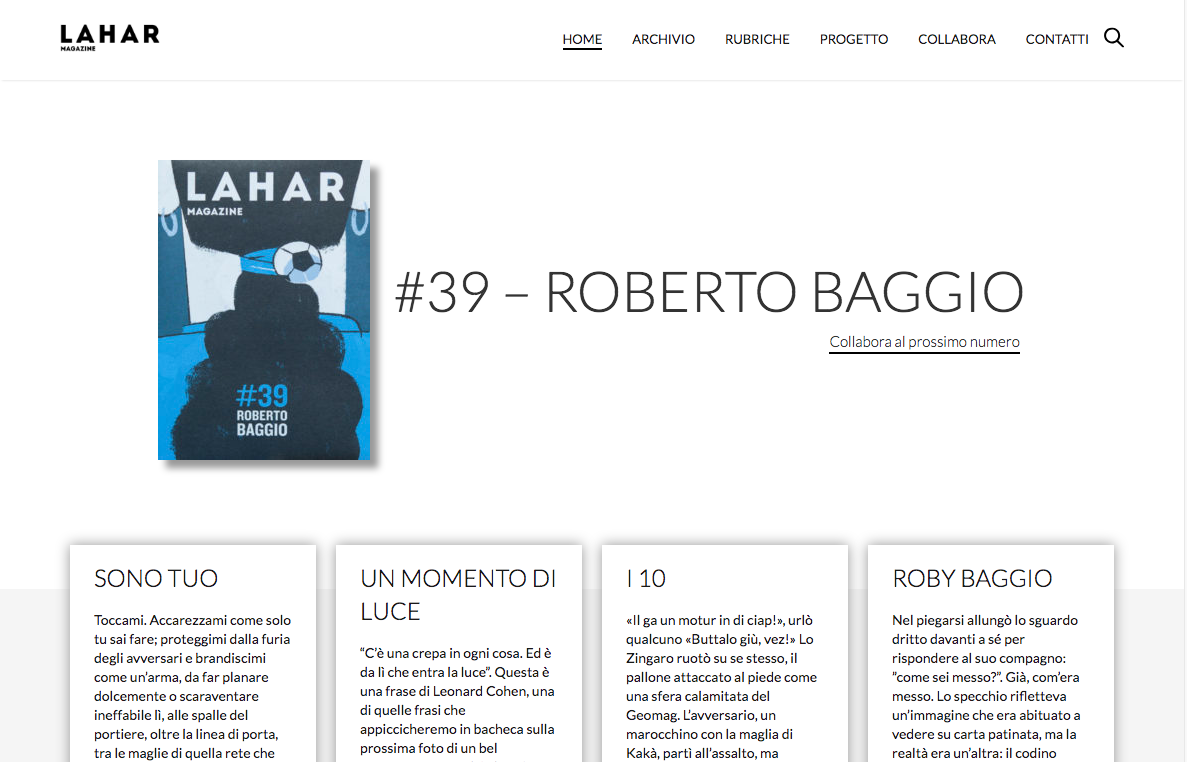 LAHAR
MAGAZINE
HOME
ARCHIVIO
RUBRICHE
PROGETTO
COLLABORA
CONTATTI
LAHAR
MAGAZINE
#39
ROBERTO
BAGGIO
#39 – ROBERTO BAGGIO
Collabora al prossimo numero
SONO TUO
Toccami. Accarezzami come solo
tu sai fare; proteggimi dalla furia
degli avversari e brandiscimi
come un’arma, da far planare
dolcemente o scaraventare
ineffabile lì, alle spalle del
portiere, oltre la linea di porta,
tra le maglie di quella rete che
UN MOMENTO DI
LUCE
“C’è una crepa in ogni cosa. Ed è
da lì che entra la luce”. Questa è
una frase di Leonard Cohen, una
di quelle frasi che
appiccicheremo in bacheca sulla
prossima foto di un bel
I 10
«Il ga un motur in di ciap!», urlò
qualcuno «Buttalo giù, vez!» Lo
Zingaro ruotò su se stesso, il
pallone attaccato al piede come
una sfera calamitata del
Geomag. L’avversario, un
marocchino con la maglia di
Kakà, partì all’assalto, ma
ROBY BAGGIO
Nel piegarsi allungò lo sguardo
dritto davanti a sé per
rispondere al suo compagno:
”come sei messo?”. Già, com’era
messo. Lo specchio rifletteva
un’immagine che era abituato a
vedere su carta patinata, ma la
realtà era un’altra: il codino